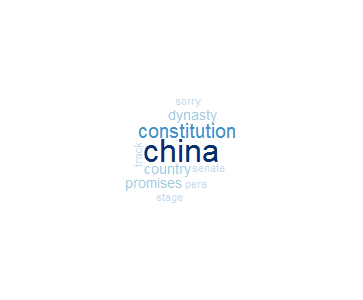 sorry
dynasty
constitution
track
china
country
senate
promises
pera
stage